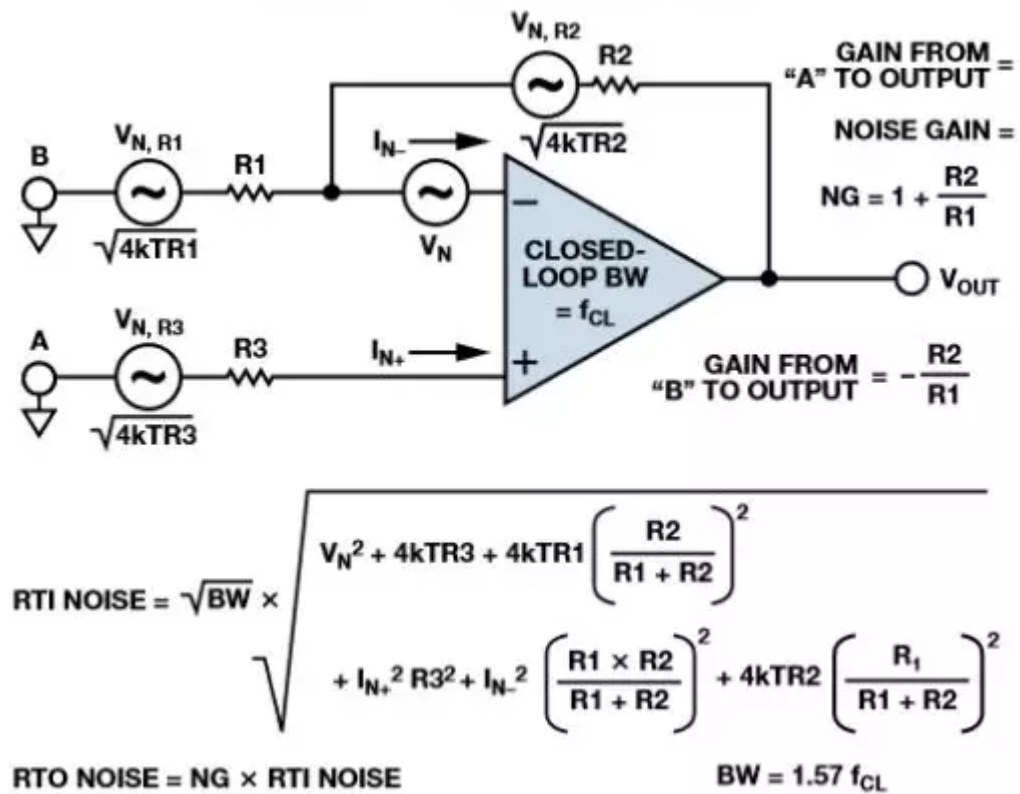 V_N, R2
R2
√4kTR2
GAIN FROM
"A" TO OUTPUT =
NOISE GAIN =
NG = 1 + R2/R1
B
V_N, R1
√4kTR1
R1
I_N–
V_N
–
CLOSED-
LOOP BW
= f_CL
+
V_OUT
A
V_N, R3
√4kTR3
R3
I_N+
GAIN FROM
"B" TO OUTPUT = – R2/R1
RTI NOISE = √BW × √
V_N² + 4kTR3 + 4kTR1 (R2/(R1 + R2))²
+ I_N+² R3² + I_N–² ((R1 × R2)/(R1 + R2))² + 4kTR2 (R₁/(R1 + R2))²
RTO NOISE = NG × RTI NOISE
BW = 1.57 f_CL